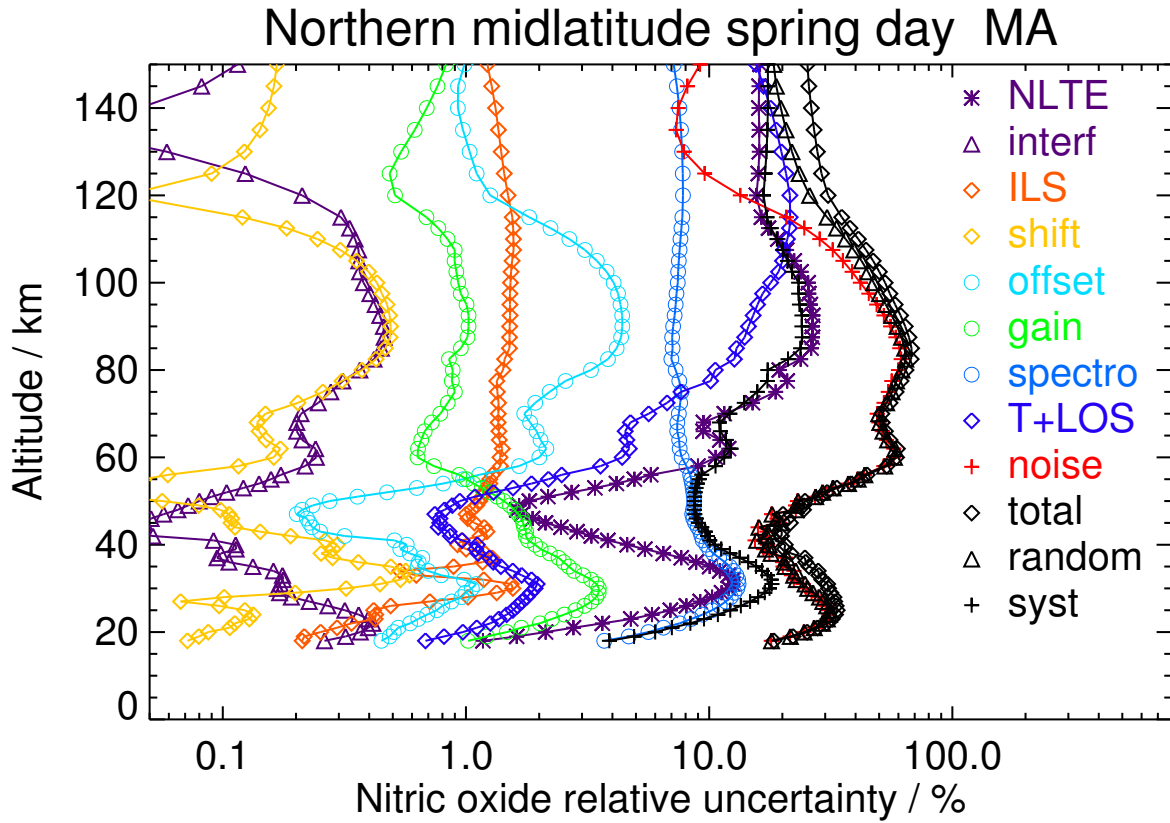 Northern midlatitude spring day MA
140
120
100
80
60
40
20
0
Altitude / km
0.1 1.0 10.0 100.0
Nitric oxide relative uncertainty / %
NLTE
interf
ILS
shift
offset
gain
spectro
T+LOS
noise
total
random
syst